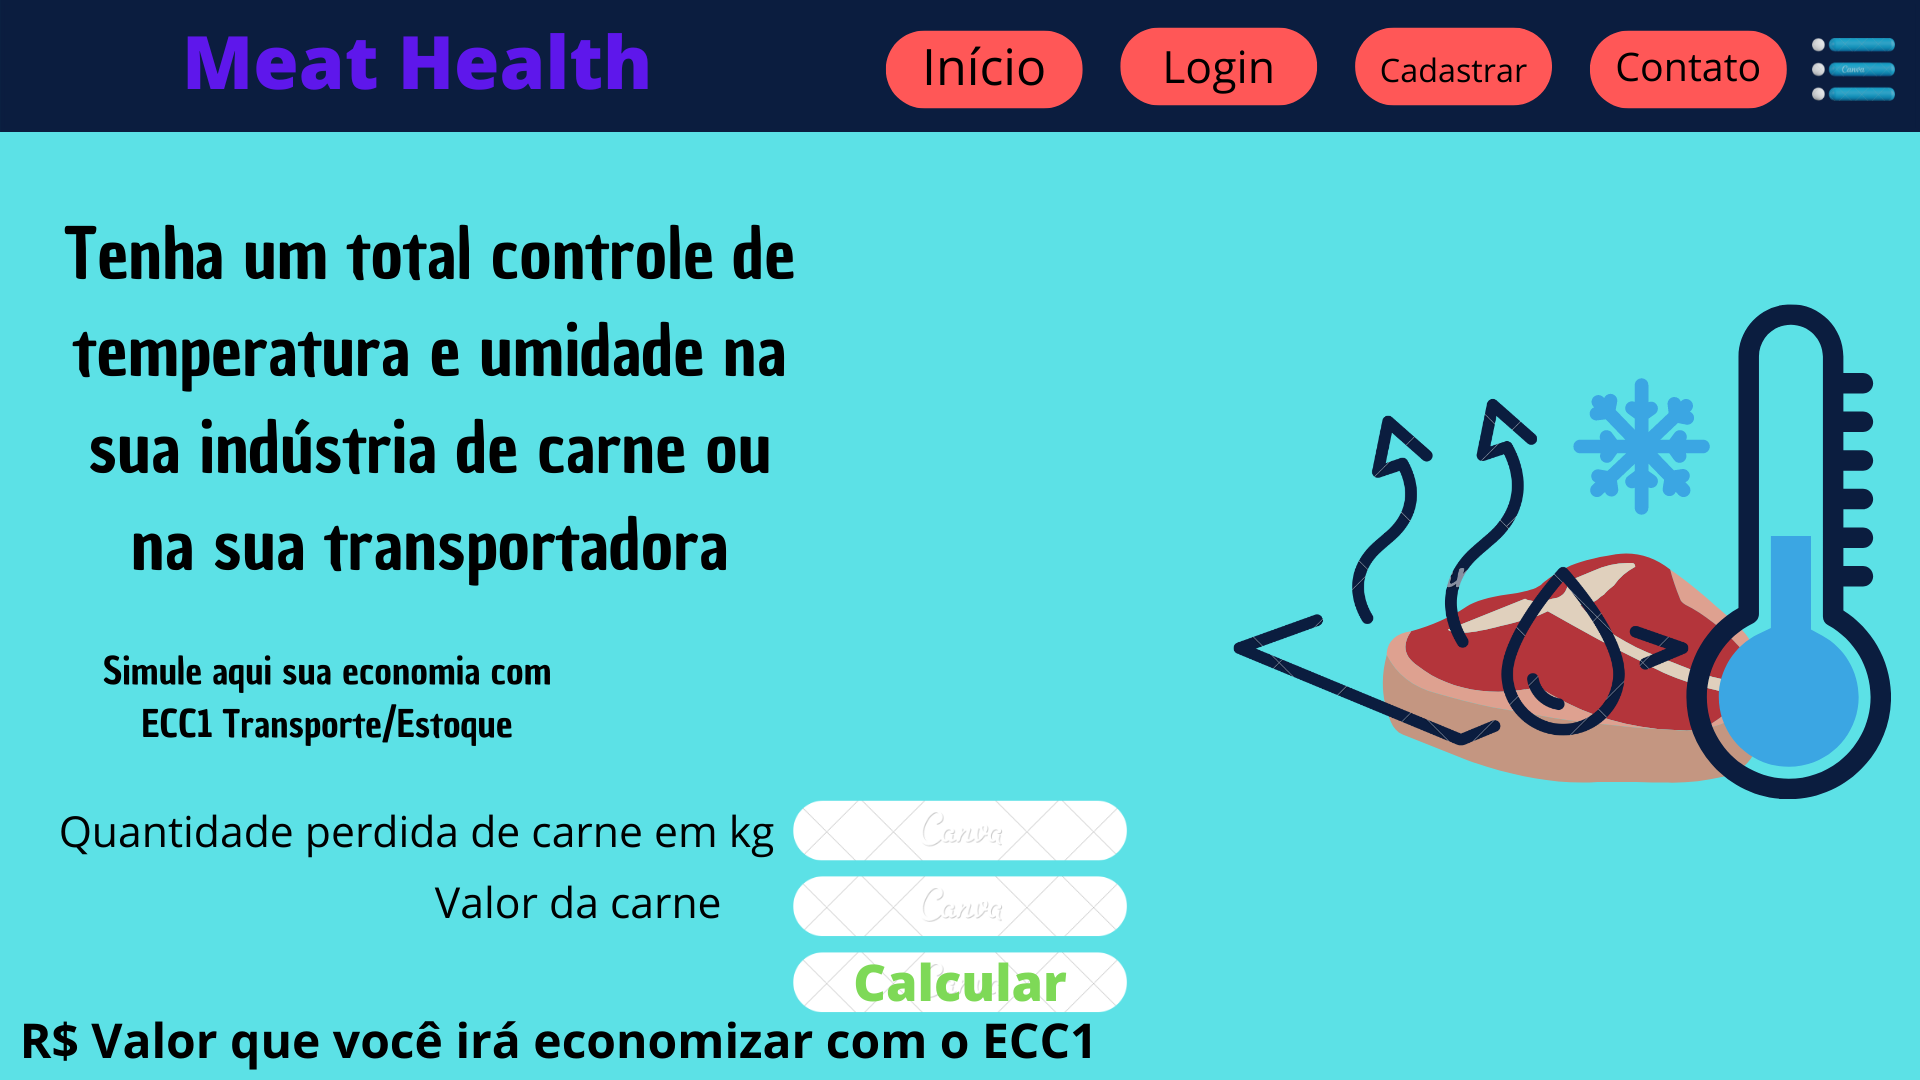 Meat Health
Início
Login
Cadastrar
Contato
Canva
Tenha um total controle de
temperatura e umidade na
sua indústria de carne ou
na sua transportadora
Simule aqui sua economia com
ECC1 Transporte/Estoque
Quantidade perdida de carne em kg
Canva
Valor da carne
Canva
Calcular
R$ Valor que você irá economizar com o ECC1